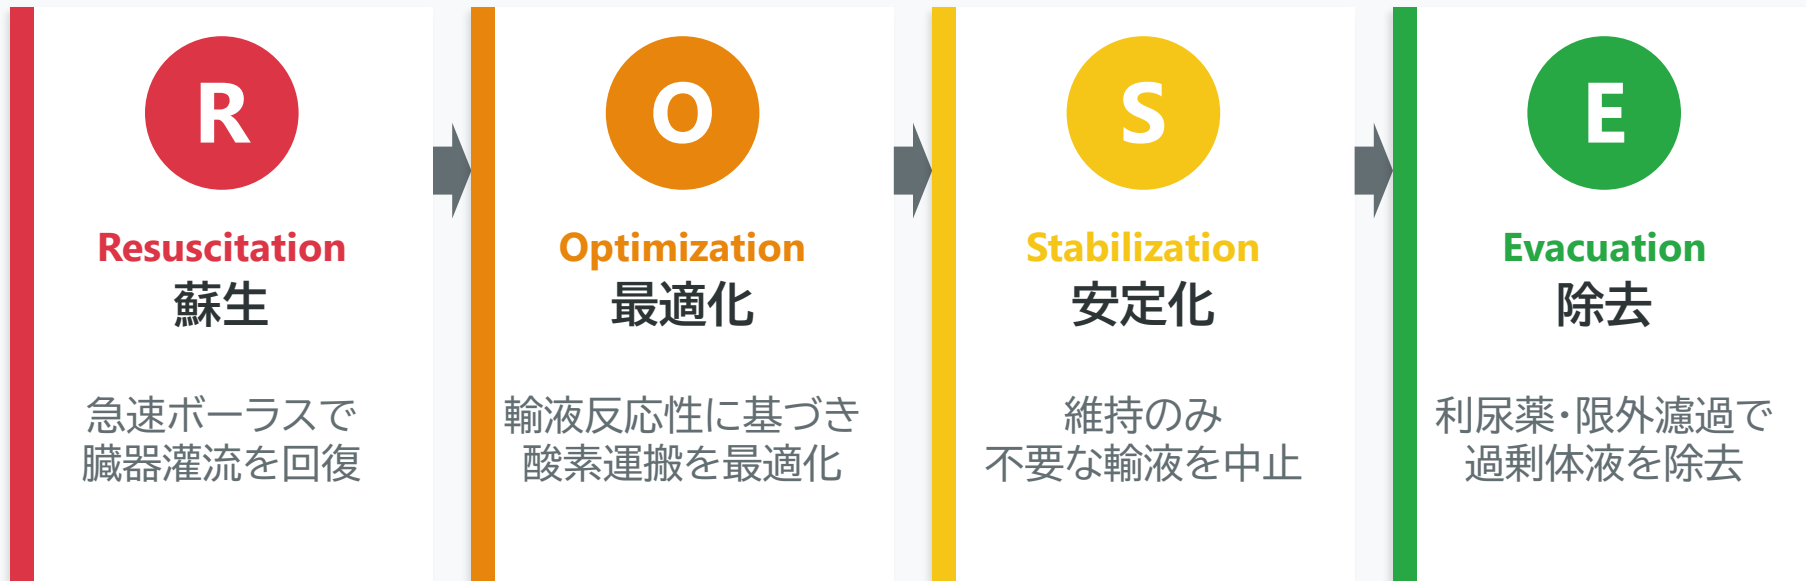 R
Resuscitation
蘇生
急速ボーラスで
臓器灌流を回復
O
Optimization
最適化
輸液反応性に基づき
酸素運搬を最適化
S
Stabilization
安定化
維持のみ
不要な輸液を中止
E
Evacuation
除去
利尿薬・限外濾過で
過剰体液を除去